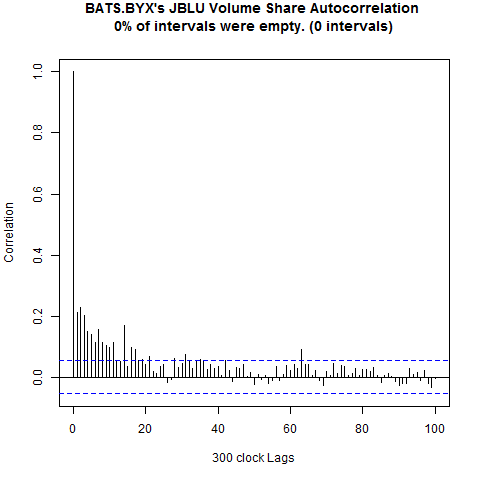 BATS.BYX's JBLU Volume Share Autocorrelation
0% of intervals were empty. (0 intervals)
1.0
0.8
0.6
0.4
0.2
0.0
Correlation
0 20 40 60 80 100
300 clock Lags